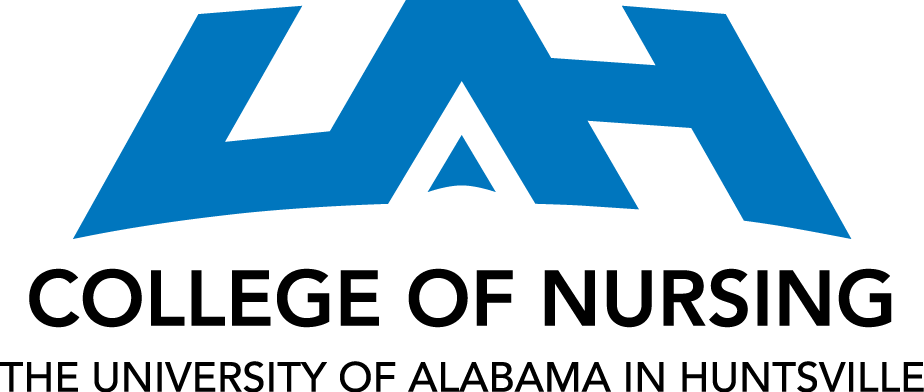 UAH
COLLEGE OF NURSING
THE UNIVERSITY OF ALABAMA IN HUNTSVILLE